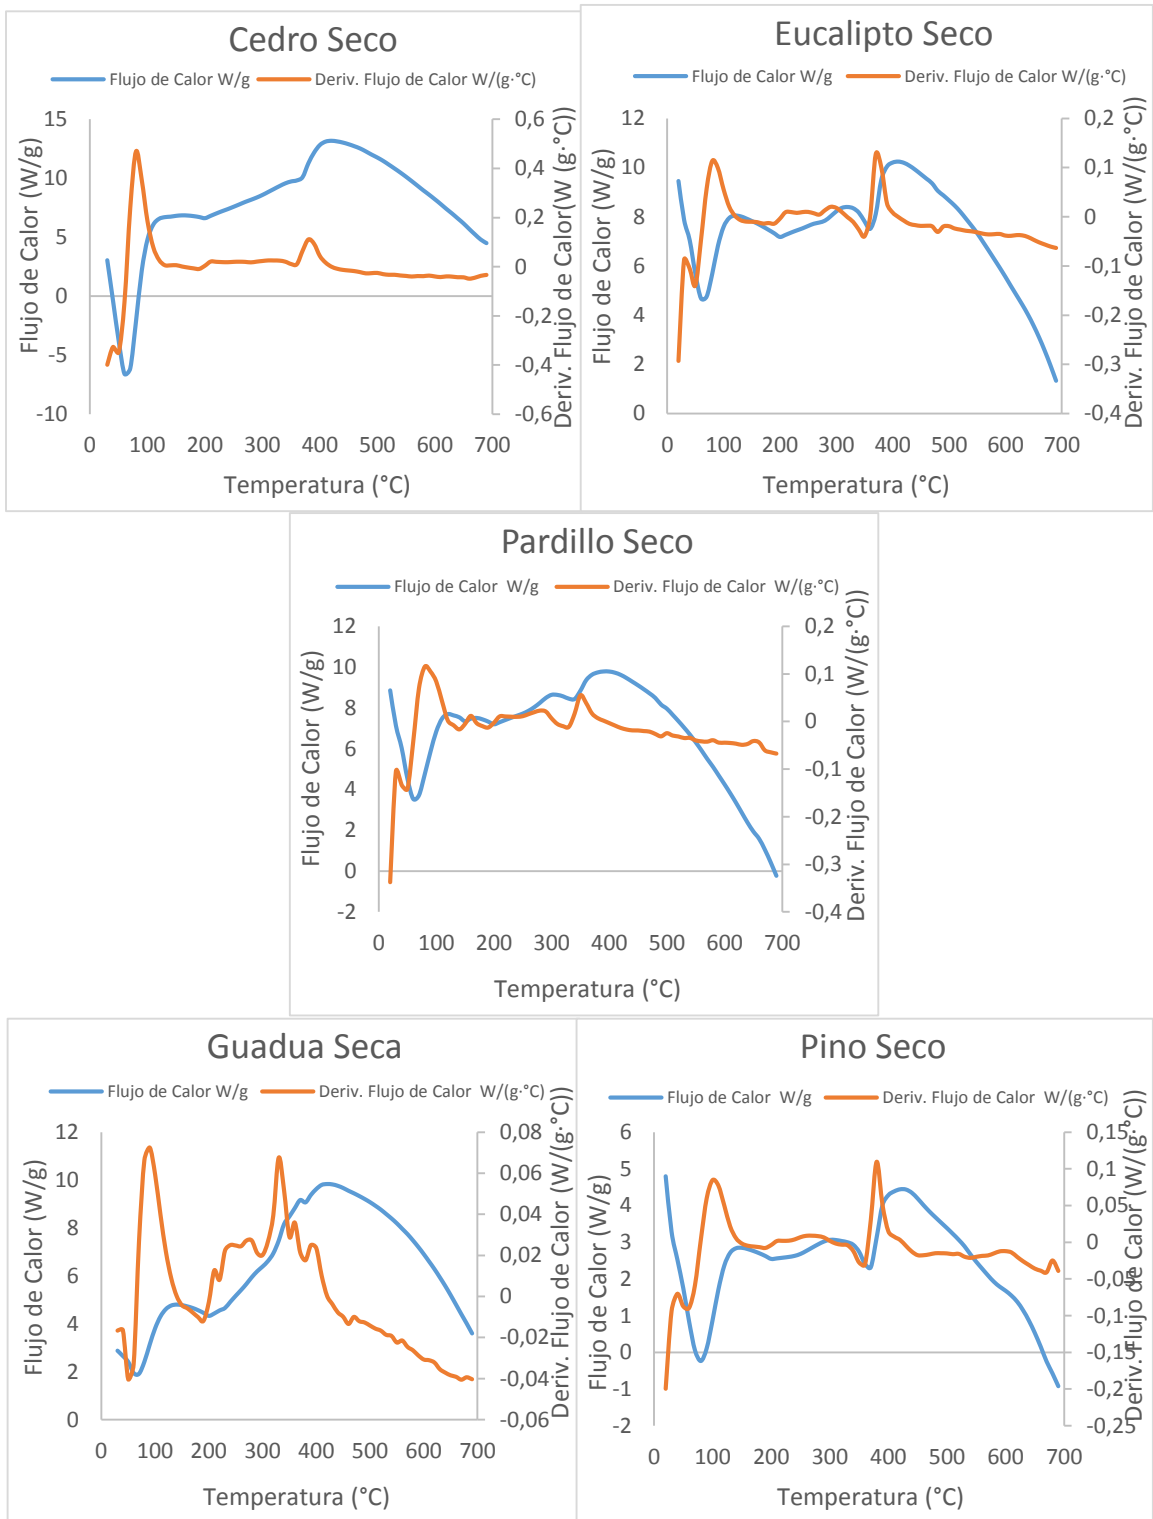 Cedro Seco
Flujo de Calor W/g
Deriv. Flujo de Calor W/(g·°C)
Flujo de Calor (W/g)
15
10
5
0
-5
-10
0,6
0,4
0,2
0
-0,2
-0,4
-0,6
Deriv. Flujo de Calor(W (g·°C))
0 100 200 300 400 500 600 700
Temperatura (°C)
Eucalipto Seco
Flujo de Calor W/g
Deriv. Flujo de Calor W/(g·°C)
Flujo de Calor (W/g)
12
10
8
6
4
2
0
0,2
0,1
0
-0,1
-0,2
-0,3
-0,4
Deriv. Flujo de Calor (W/(g·°C))
0 100 200 300 400 500 600 700
Temperatura (°C)
Pardillo Seco
Flujo de Calor W/g
Deriv. Flujo de Calor W/(g·°C)
Flujo de Calor (W/g)
12
10
8
6
4
2
0
-2
0,2
0,1
0
-0,1
-0,2
-0,3
-0,4
Deriv. Flujo de Calor (W/(g·°C))
0 100 200 300 400 500 600 700
Temperatura (°C)
Guadua Seca
Flujo de Calor W/g
Deriv. Flujo de Calor W/(g·°C)
Flujo de Calor (W/g)
12
10
8
6
4
2
0
0,08
0,06
0,04
0,02
0
-0,02
-0,04
-0,06
Deriv. Flujo de Calor (W/(g·°C))
0 100 200 300 400 500 600 700
Temperatura (°C)
Pino Seco
Flujo de Calor W/g
Deriv. Flujo de Calor W/(g·°C)
Flujo de Calor (W/g)
6
5
4
3
2
1
0
-1
-2
0,15
0,1
0,05
0
-0,05
-0,1
-0,15
-0,2
-0,25
Deriv. Flujo de Calor (W/(g·°C))
0 100 200 300 400 500 600 700
Temperatura (°C)